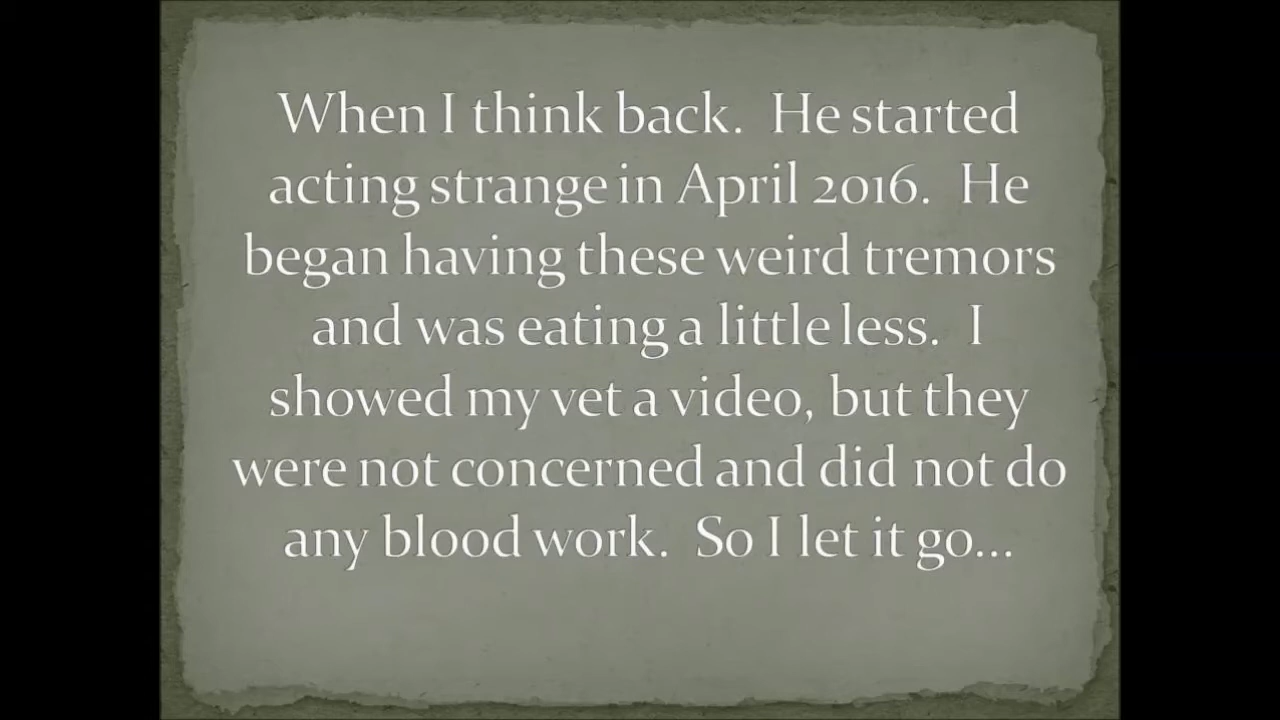 When I think back.  He started
acting strange in April 2016.  He
began having these weird tremors
and was eating a little less.  I
showed my vet a video, but they
were not concerned and did not do
any blood work.  So I let it go...